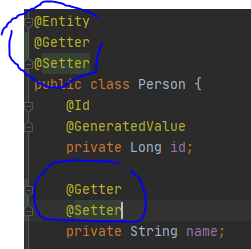 @Entity
@Getter
@Setter
public class Person {
@Id
@GeneratedValue
private Long id;
@Getter
@Setter
private String name;